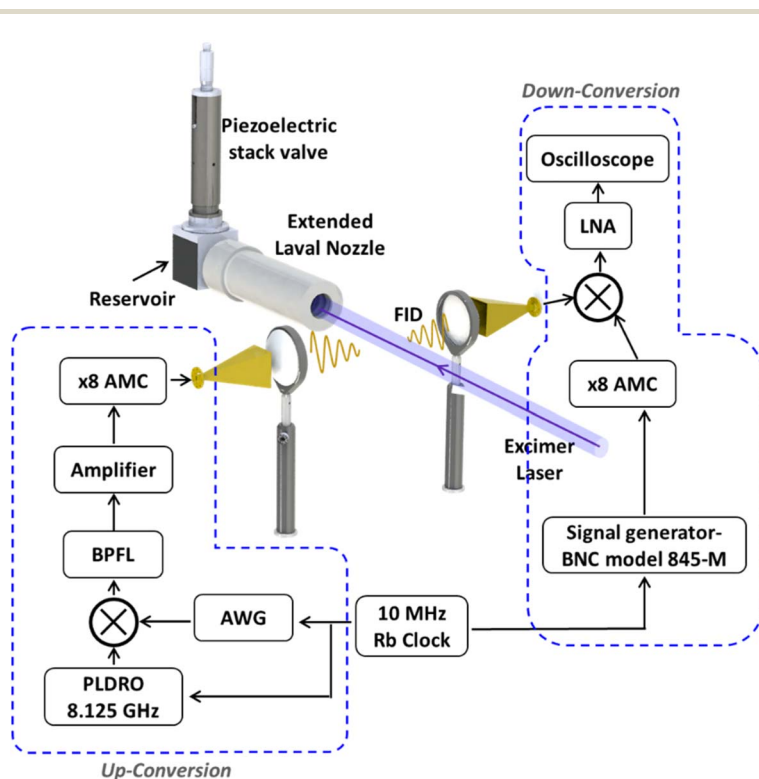 Down-Conversion
Piezoelectric
stack valve
Oscilloscope
LNA
Extended
Laval Nozzle
Reservoir
FID
x8 AMC
x8 AMC
Excimer
Laser
Amplifier
Signal generator-
BNC model 845-M
BPFL
AWG
10 MHz
Rb Clock
PLDRO
8.125 GHz
Up-Conversion